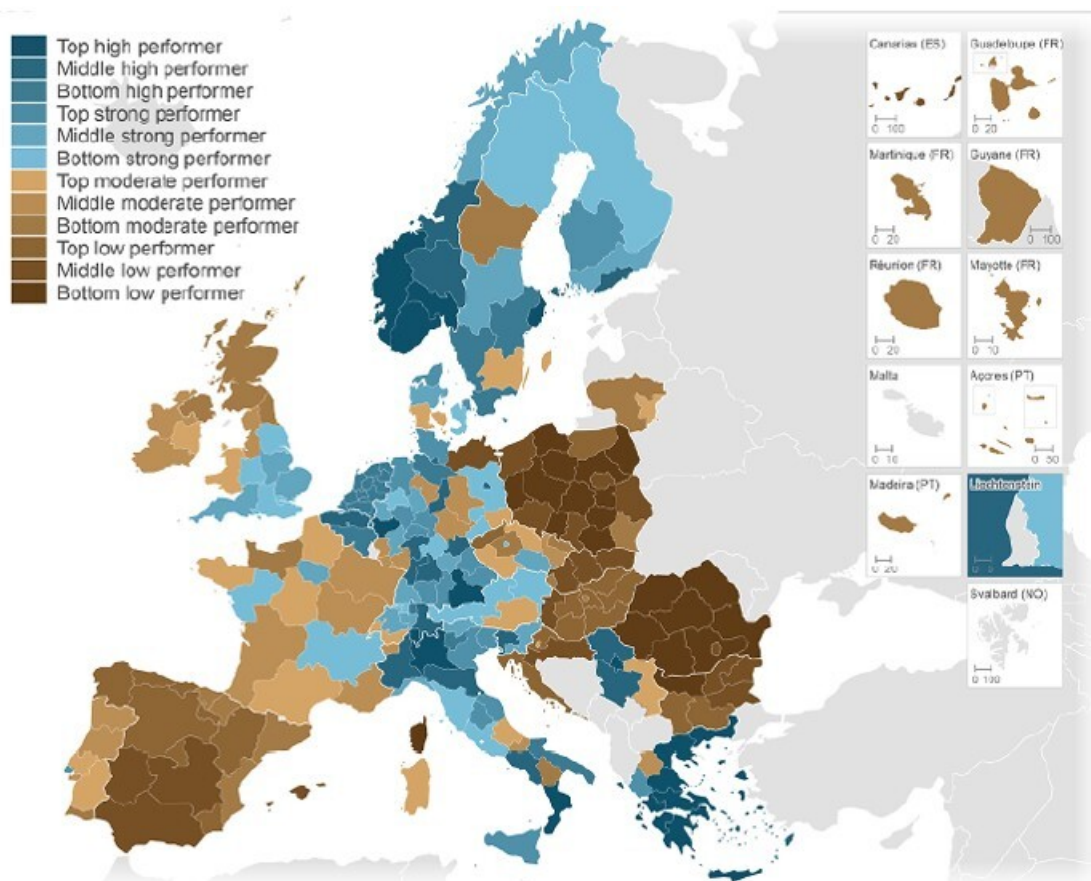 Top high performer
Middle high performer
Bottom high performer
Top strong performer
Middle strong performer
Bottom strong performer
Top moderate performer
Middle moderate performer
Bottom moderate performer
Top low performer
Middle low performer
Bottom low performer
Canarias (ES)
0 100
Guadeloupe (FR)
0 20
Martinique (FR)
0 20
Guyane (FR)
0 100
Réunion (FR)
0 20
Mayotte (FR)
0 10
Malta
0 10
Açores (PT)
0 50
Madeira (PT)
0 20
Liechtenstein
Svalbard (NO)
0 100